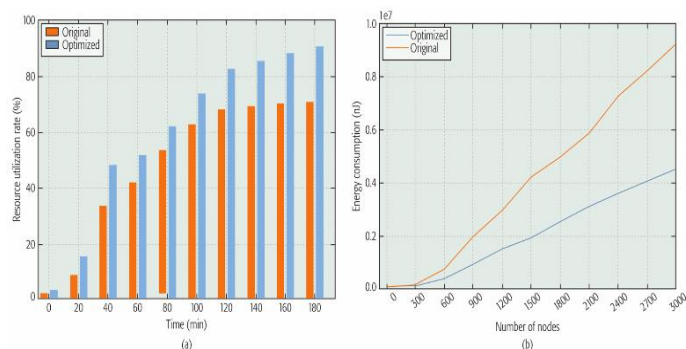 Original
Optimized
Resource utilization rate (%)
100
80
60
40
20
0
0 20 40 60 80 100 120 140 160 180
Time (min)
(a)
1e7
Optimized
Original
Energy consumption (nJ)
1.0
0.8
0.6
0.4
0.2
0.0
0 300 600 900 1200 1500 1800 2100 2400 2700 3000
Number of nodes
(b)